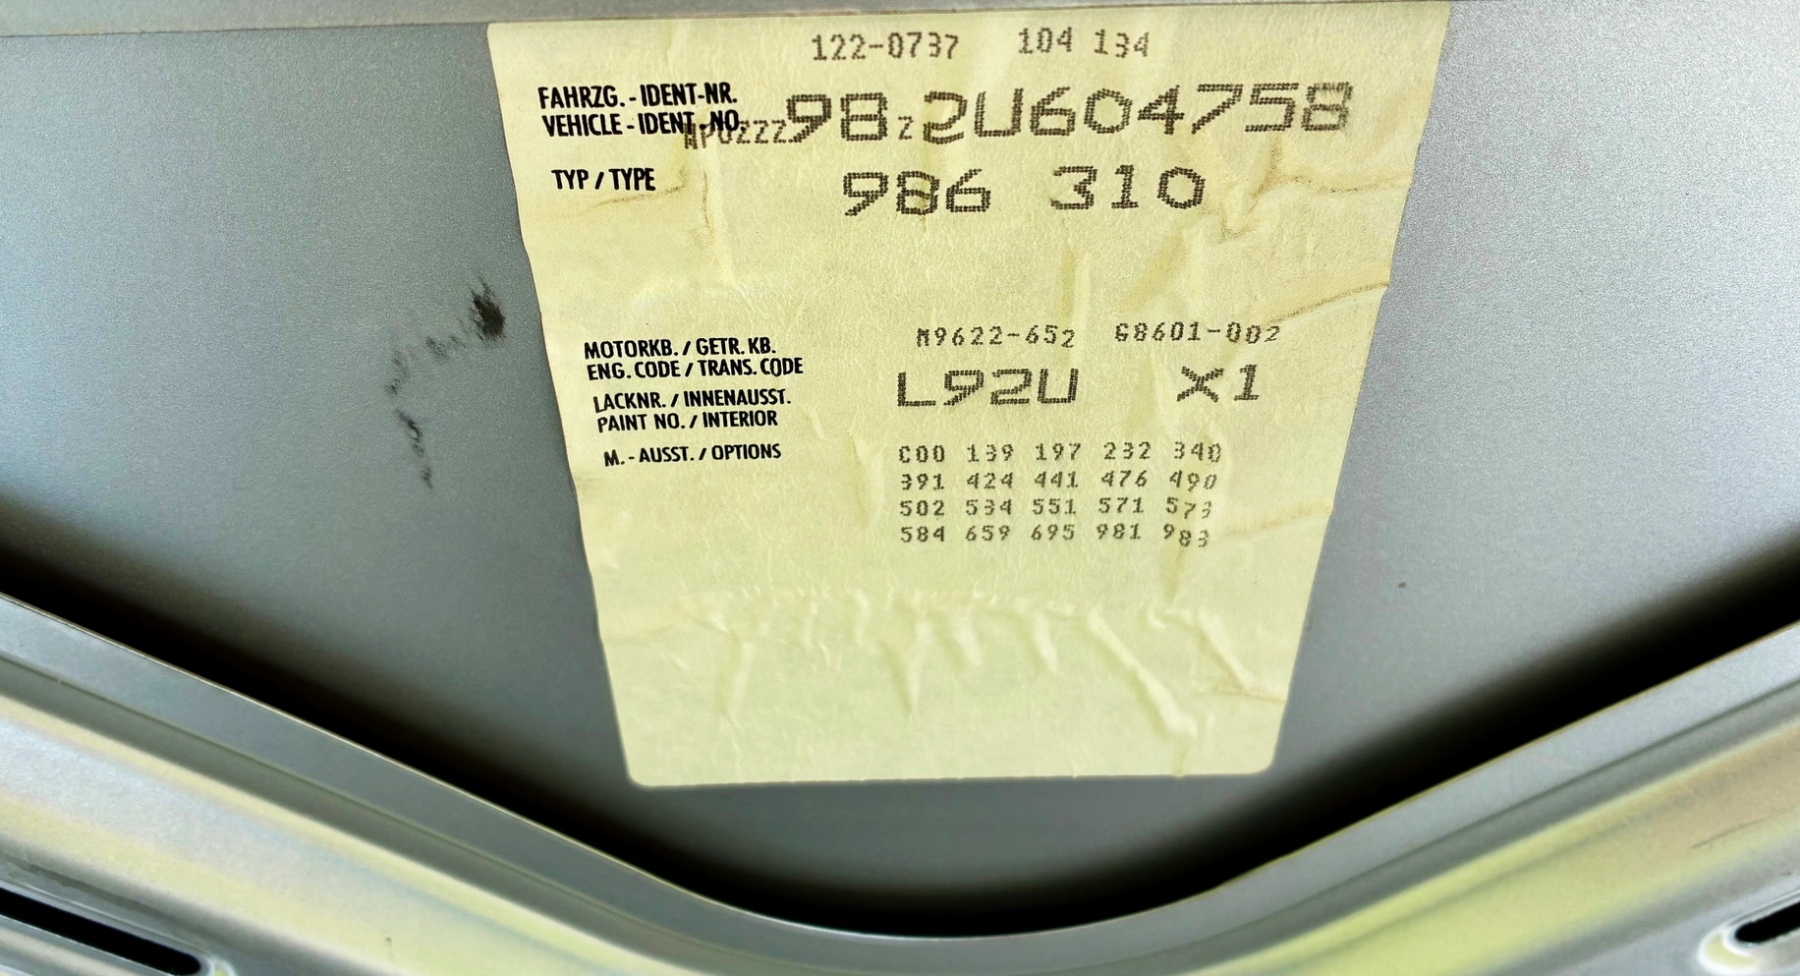 122-0737 104 134
FAHRZG. - IDENT-NR.
VEHICLE - IDENT.-NO. WP0ZZZ98Z2U604758
TYP / TYPE 986 310
MOTORKB. / GETR. KB. M9622-652 G8601-002
ENG. CODE / TRANS. CODE
LACKNR. / INNENAUSST. L92U X1
PAINT NO. / INTERIOR
M. - AUSST. / OPTIONS C00 139 197 232 340
391 424 441 476 490
502 534 551 571 573
584 659 695 981 983